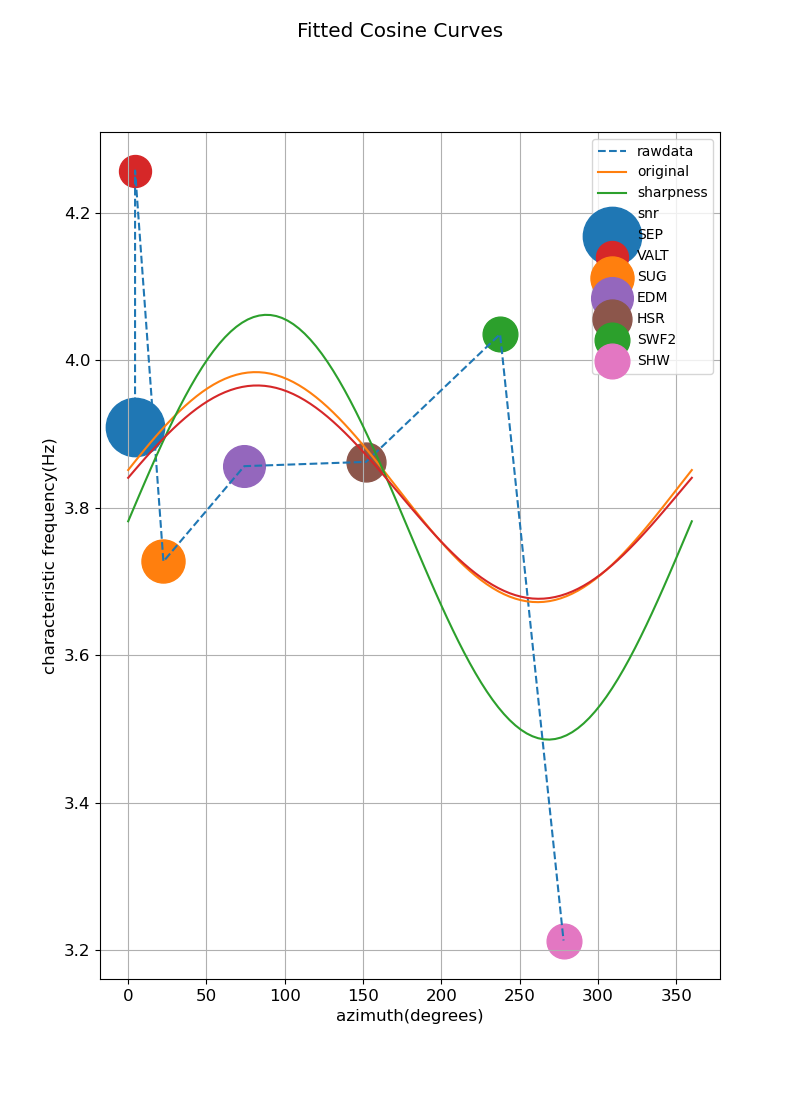 Fitted Cosine Curves
rawdata
original
sharpness
snr
SEP
VALT
SUG
EDM
HSR
SWF2
SHW
characteristic frequency(Hz)
4.2
4.0
3.8
3.6
3.4
3.2
0 50 100 150 200 250 300 350
azimuth(degrees)